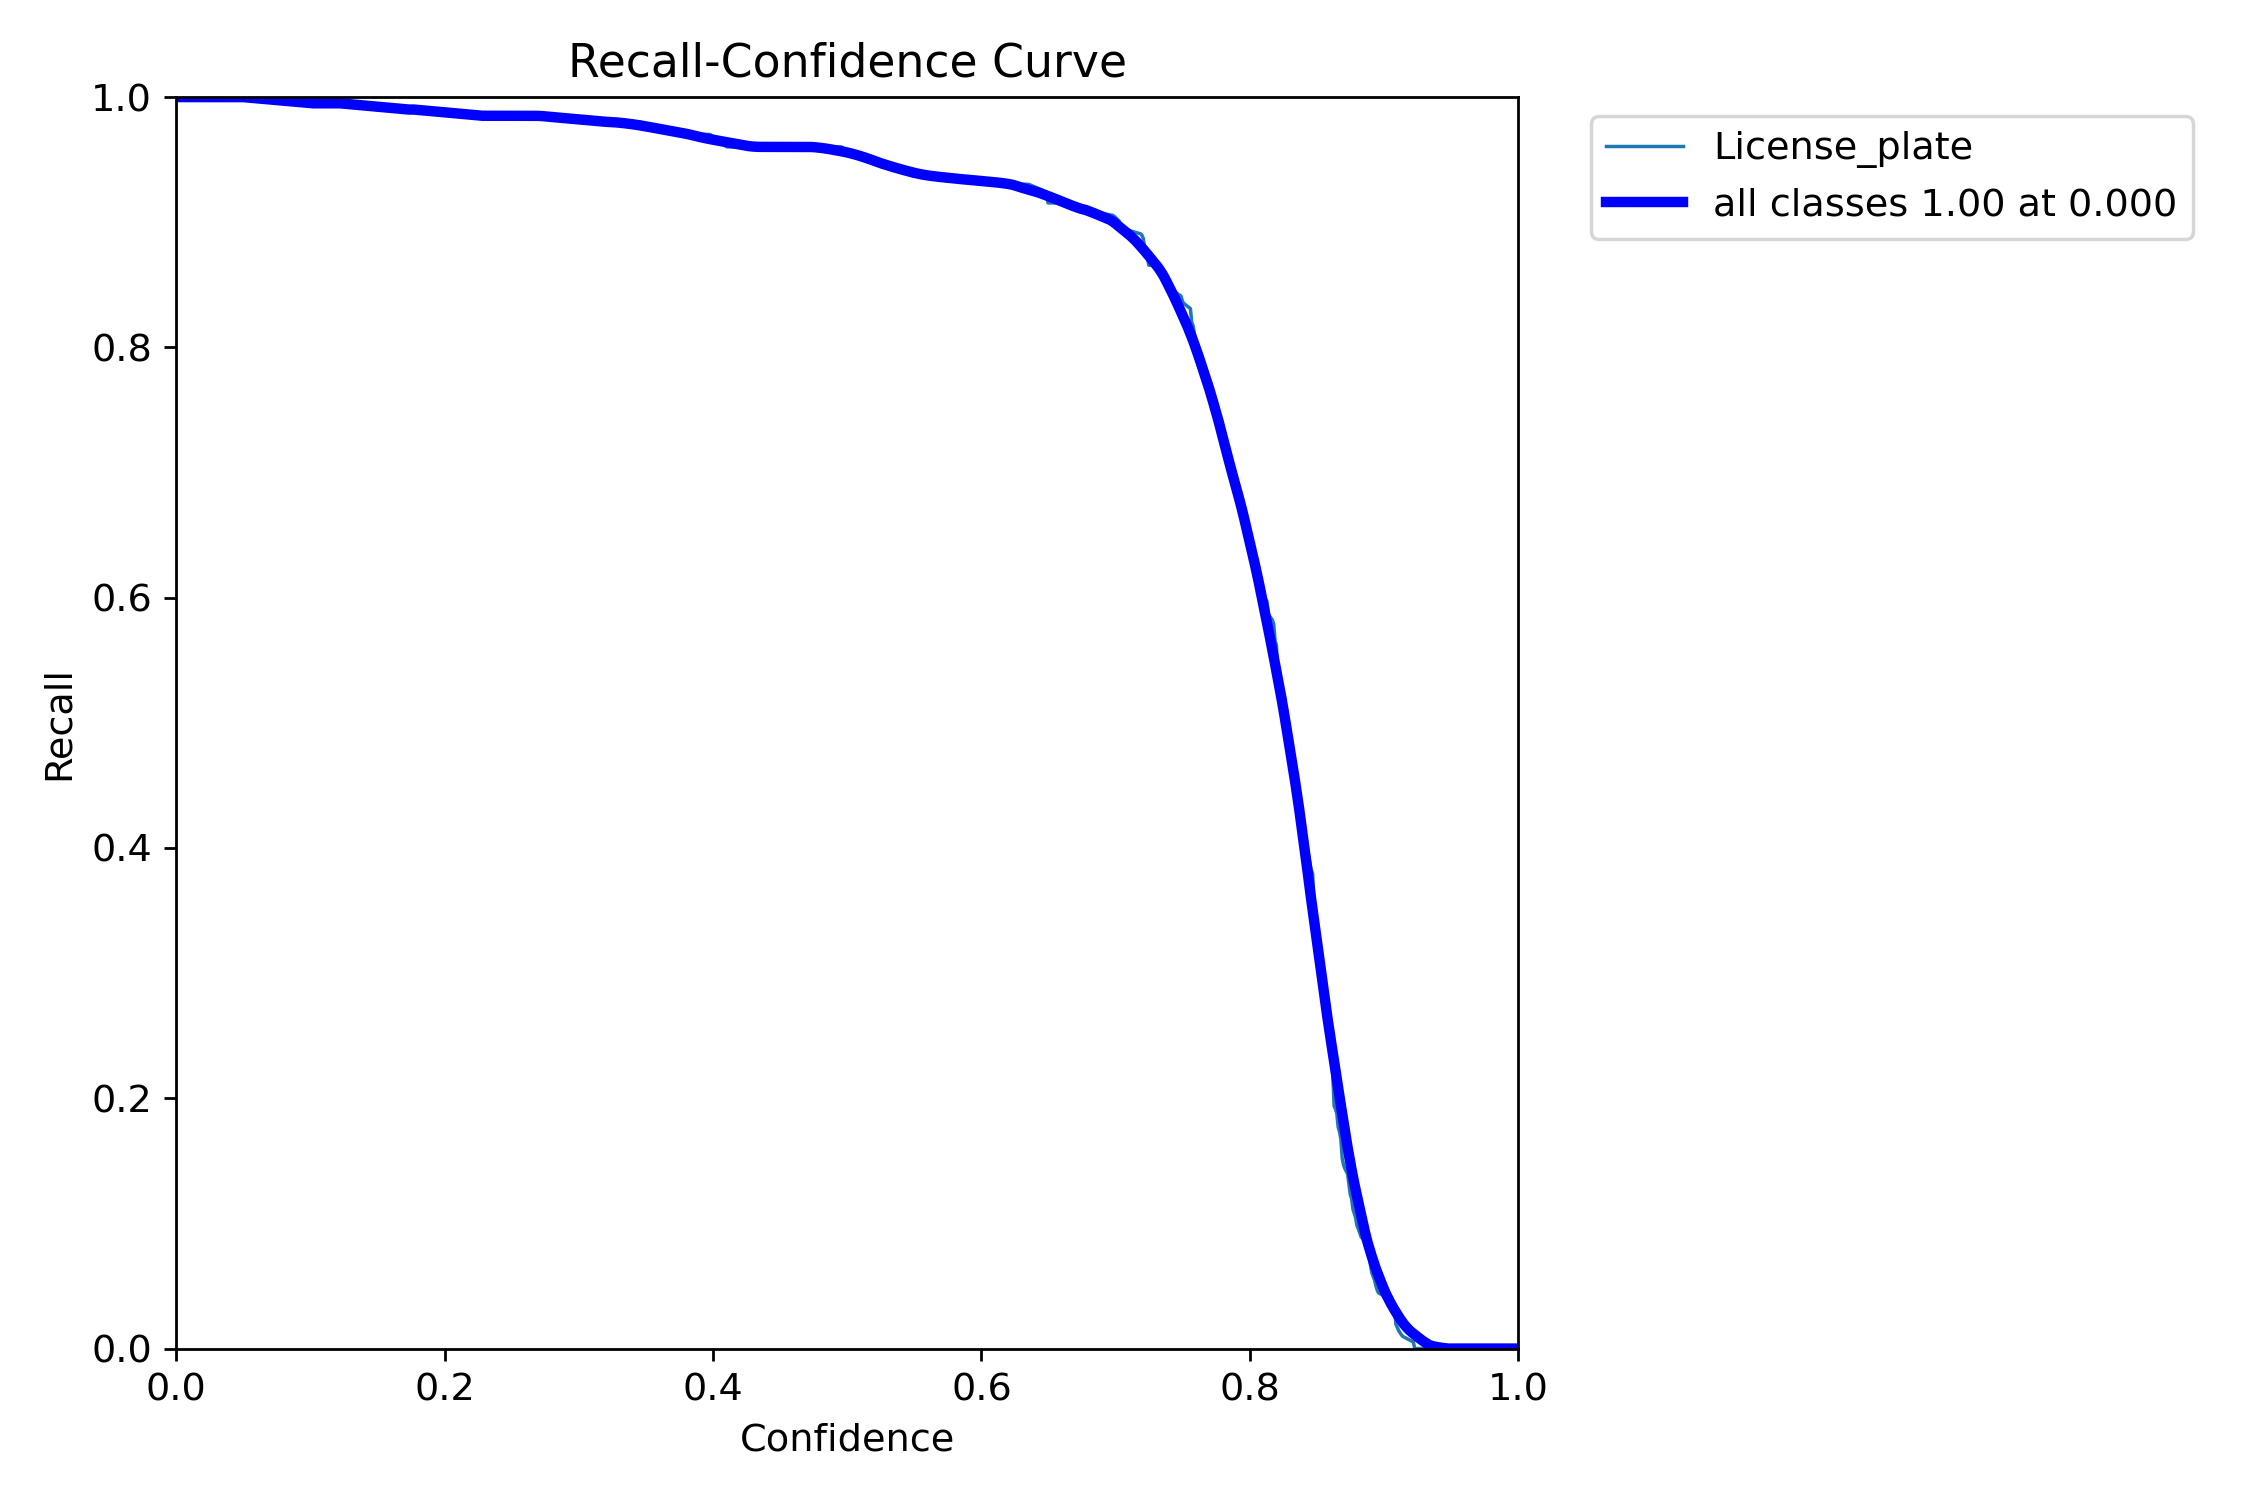 Recall-Confidence Curve
1.0
0.8
0.6
0.4
0.2
0.0
Recall
0.0 0.2 0.4 0.6 0.8 1.0
Confidence
License_plate
all classes 1.00 at 0.000